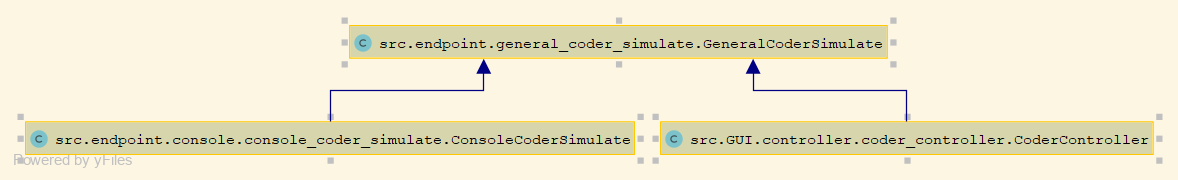 C src.endpoint.general_coder_simulate.GeneralCoderSimulate
C src.endpoint.console.console_coder_simulate.ConsoleCoderSimulate
C src.GUI.controller.coder_controller.CoderController
Powered by yFiles